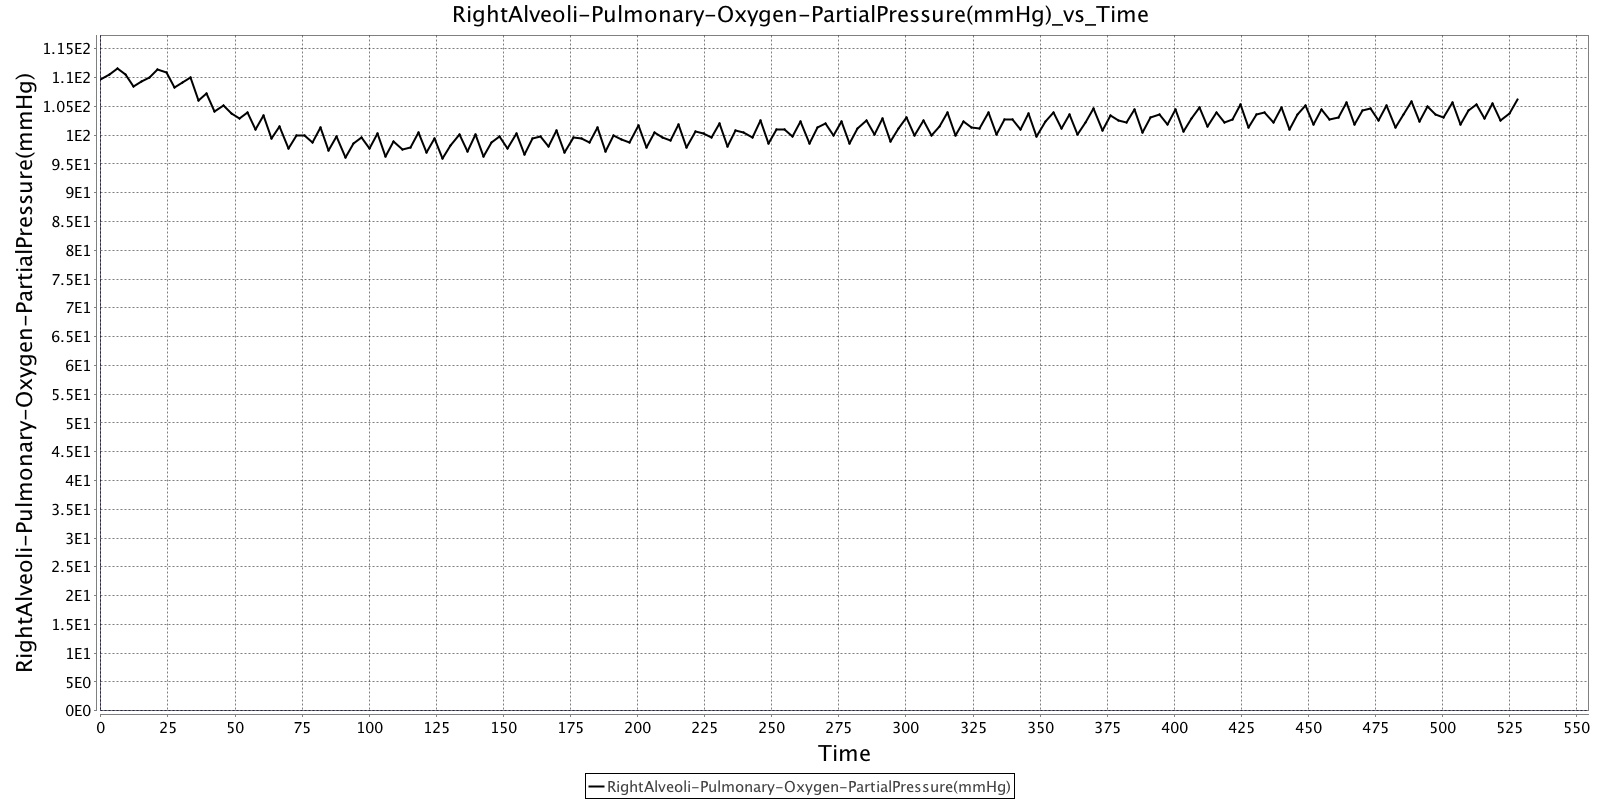 RightAlveoli-Pulmonary-Oxygen-PartialPressure(mmHg)_vs_Time
RightAlveoli-Pulmonary-Oxygen-PartialPressure(mmHg)
1.15E2
1.1E2
1.05E2
1E2
9.5E1
9E1
8.5E1
8E1
7.5E1
7E1
6.5E1
6E1
5.5E1
5E1
4.5E1
4E1
3.5E1
3E1
2.5E1
2E1
1.5E1
1E1
5E0
0E0
0 25 50 75 100 125 150 175 200 225 250 275 300 325 350 375 400 425 450 475 500 525 550
Time
RightAlveoli-Pulmonary-Oxygen-PartialPressure(mmHg)